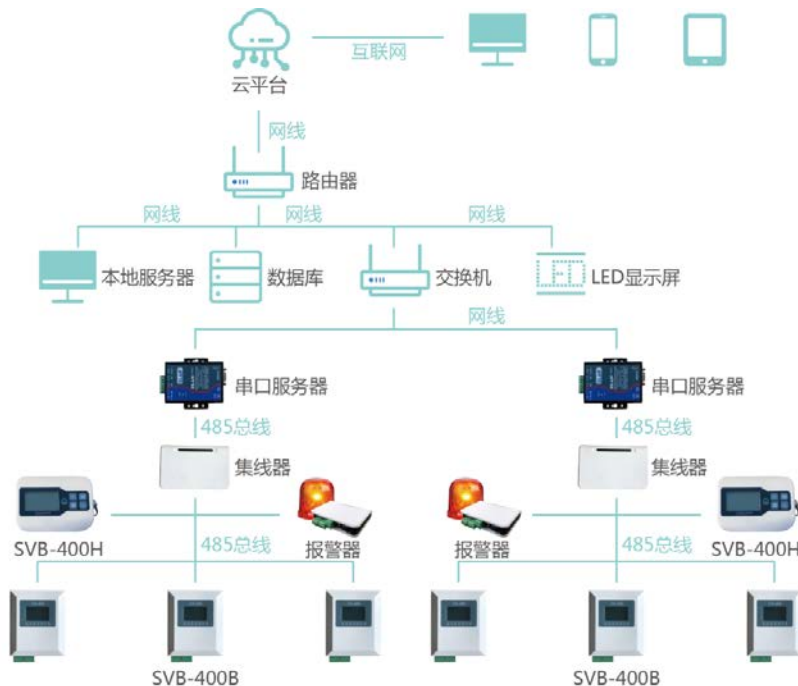 互联网
云平台
网线
路由器
网线 网线 网线
本地服务器 数据库 交换机 LED LED显示屏
网线
串口服务器 串口服务器
485总线 485总线
集线器 集线器
SVB-400H 485总线 报警器 报警器 485总线 SVB-400H
SVB-400B SVB-400B